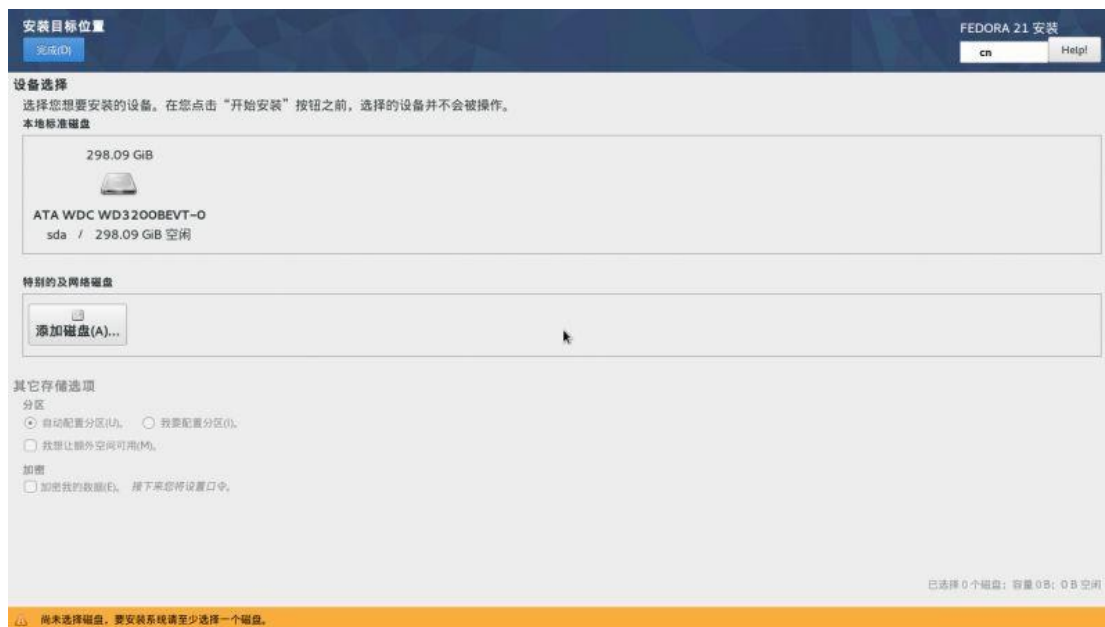 安装目标位置
FEDORA 21 安装
完成(D)
cn
Help!
设备选择
选择您想要安装的设备。在您点击“开始安装”按钮之前，选择的设备并不会被操作。
本地标准磁盘
298.09 GiB
ATA WDC WD3200BEVT-0
sda / 298.09 GiB 空闲
特别的及网络磁盘
添加磁盘(A)...
其它存储选项
分区
自动配置分区(U)。 我要配置分区(I)。
我想让额外空间可用(M)。
加密
加密我的数据(E)。 接下来您将设置口令。
已选择 0 个磁盘；容量 0 B；0 B 空闲
尚未选择磁盘，要安装系统请至少选择一个磁盘。